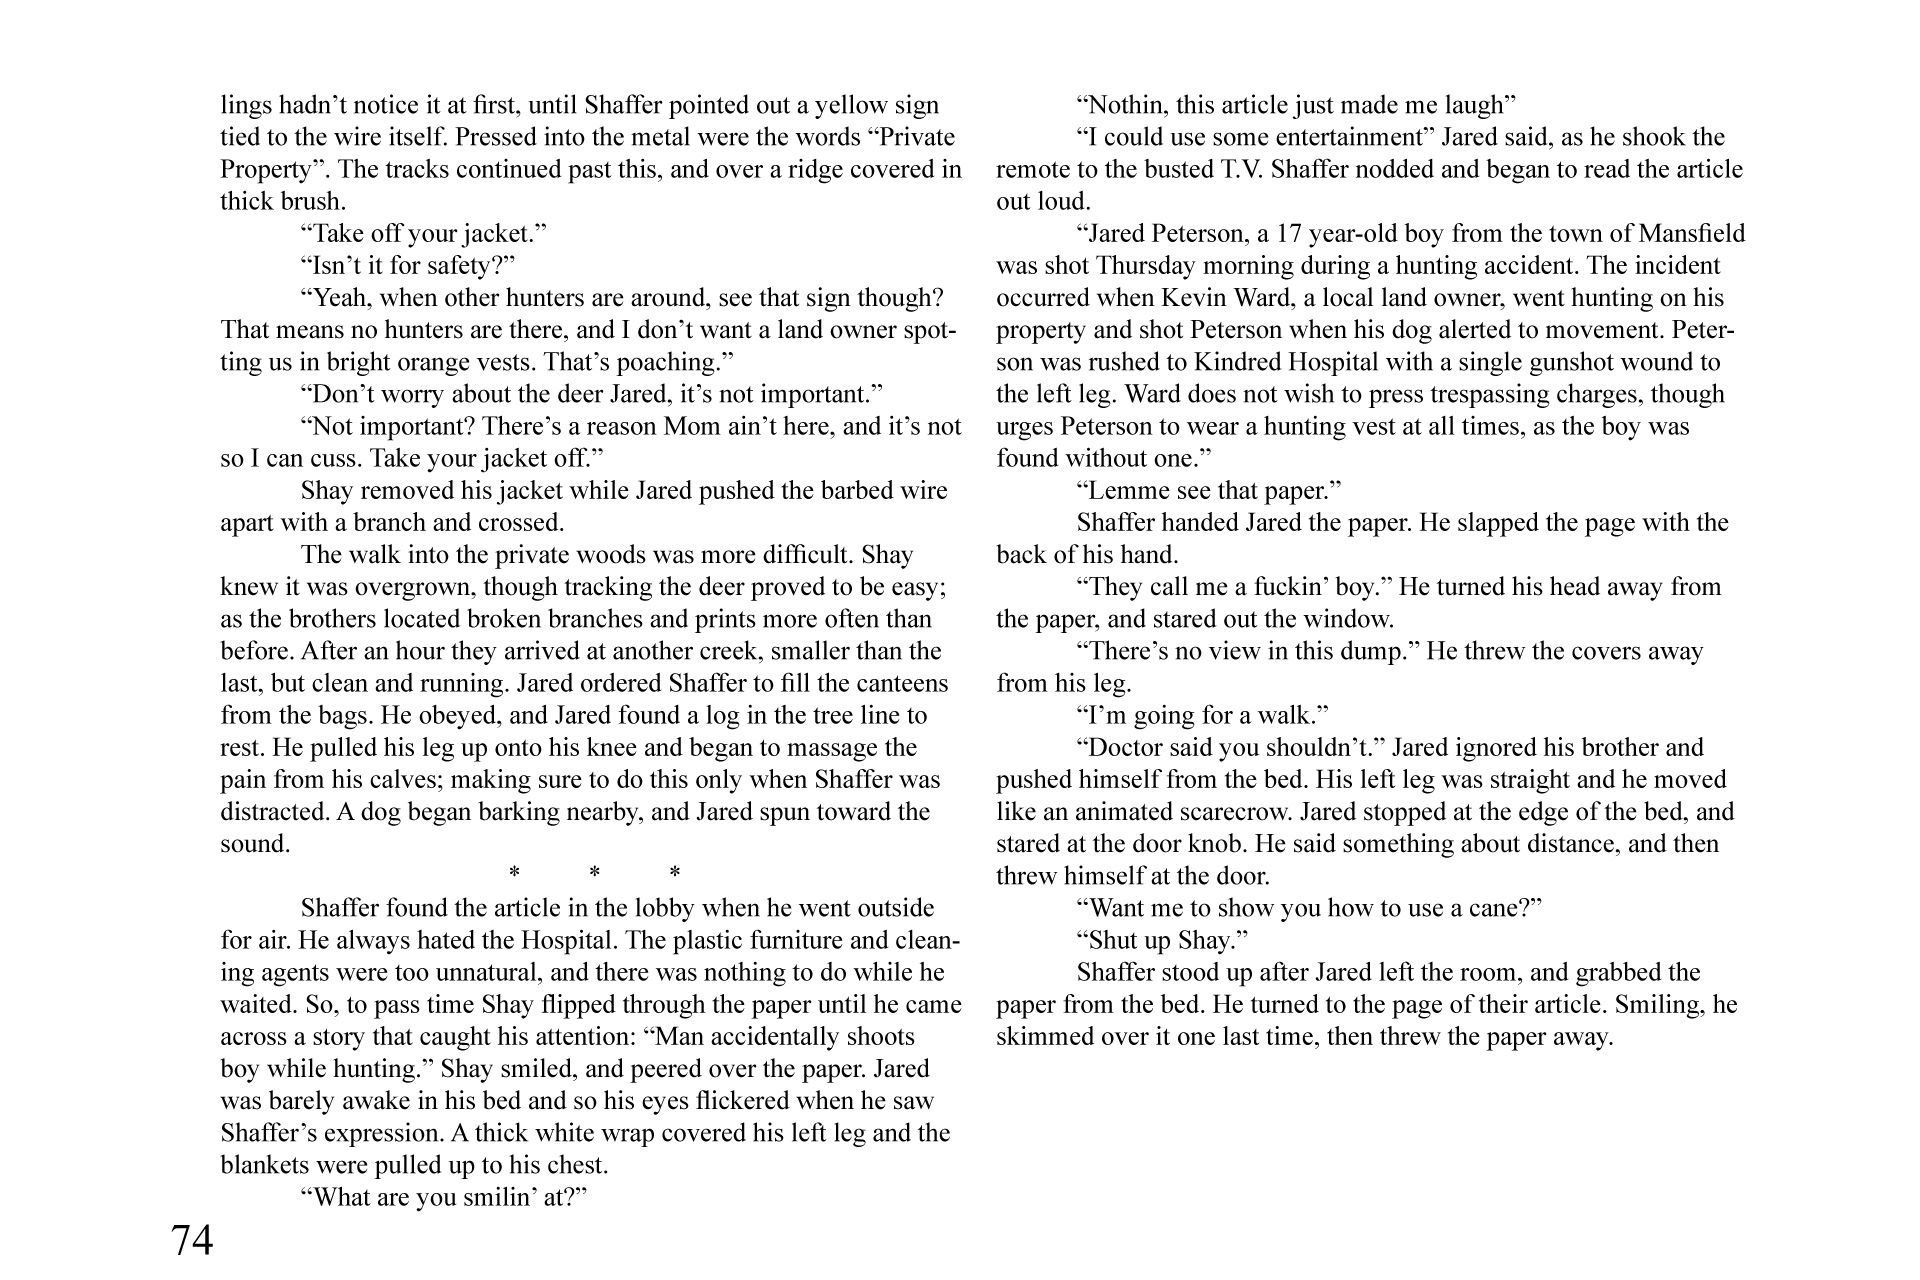 lings hadn’t notice it at first, until Shaffer pointed out a yellow sign
tied to the wire itself. Pressed into the metal were the words “Private
Property”. The tracks continued past this, and over a ridge covered in
thick brush.
“Take off your jacket.”
“Isn’t it for safety?”
“Yeah, when other hunters are around, see that sign though?
That means no hunters are there, and I don’t want a land owner spot-
ting us in bright orange vests. That’s poaching.”
“Don’t worry about the deer Jared, it’s not important.”
“Not important? There’s a reason Mom ain’t here, and it’s not
so I can cuss. Take your jacket off.”
Shay removed his jacket while Jared pushed the barbed wire
apart with a branch and crossed.
The walk into the private woods was more difficult. Shay
knew it was overgrown, though tracking the deer proved to be easy;
as the brothers located broken branches and prints more often than
before. After an hour they arrived at another creek, smaller than the
last, but clean and running. Jared ordered Shaffer to fill the canteens
from the bags. He obeyed, and Jared found a log in the tree line to
rest. He pulled his leg up onto his knee and began to massage the
pain from his calves; making sure to do this only when Shaffer was
distracted. A dog began barking nearby, and Jared spun toward the
sound.
* * *
Shaffer found the article in the lobby when he went outside
for air. He always hated the Hospital. The plastic furniture and clean-
ing agents were too unnatural, and there was nothing to do while he
waited. So, to pass time Shay flipped through the paper until he came
across a story that caught his attention: “Man accidentally shoots
boy while hunting.” Shay smiled, and peered over the paper. Jared
was barely awake in his bed and so his eyes flickered when he saw
Shaffer’s expression. A thick white wrap covered his left leg and the
blankets were pulled up to his chest.
“What are you smilin’ at?”
“Nothin, this article just made me laugh”
“I could use some entertainment” Jared said, as he shook the
remote to the busted T.V. Shaffer nodded and began to read the article
out loud.
“Jared Peterson, a 17 year-old boy from the town of Mansfield
was shot Thursday morning during a hunting accident. The incident
occurred when Kevin Ward, a local land owner, went hunting on his
property and shot Peterson when his dog alerted to movement. Peter-
son was rushed to Kindred Hospital with a single gunshot wound to
the left leg. Ward does not wish to press trespassing charges, though
urges Peterson to wear a hunting vest at all times, as the boy was
found without one.”
“Lemme see that paper.”
Shaffer handed Jared the paper. He slapped the page with the
back of his hand.
“They call me a fuckin’ boy.” He turned his head away from
the paper, and stared out the window.
“There’s no view in this dump.” He threw the covers away
from his leg.
“I’m going for a walk.”
“Doctor said you shouldn’t.” Jared ignored his brother and
pushed himself from the bed. His left leg was straight and he moved
like an animated scarecrow. Jared stopped at the edge of the bed, and
stared at the door knob. He said something about distance, and then
threw himself at the door.
“Want me to show you how to use a cane?”
“Shut up Shay.”
Shaffer stood up after Jared left the room, and grabbed the
paper from the bed. He turned to the page of their article. Smiling, he
skimmed over it one last time, then threw the paper away.
74